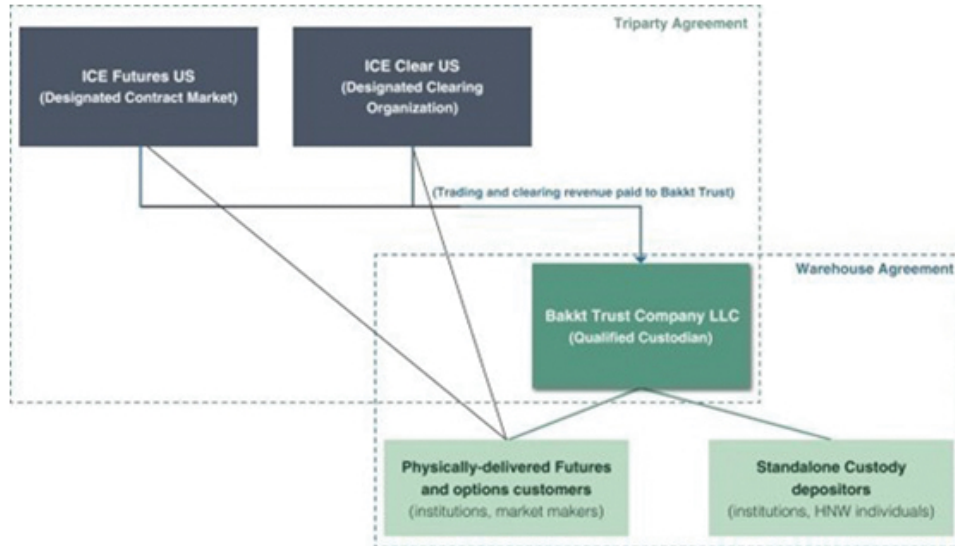 Triparty Agreement
ICE Futures US
(Designated Contract Market)
ICE Clear US
(Designated Clearing
Organization)
(Trading and clearing revenue paid to Bakkt Trust)
Warehouse Agreement
Bakkt Trust Company LLC
(Qualified Custodian)
Physically-delivered Futures
and options customers
(institutions, market makers)
Standalone Custody
depositors
(institutions, HNW individuals)